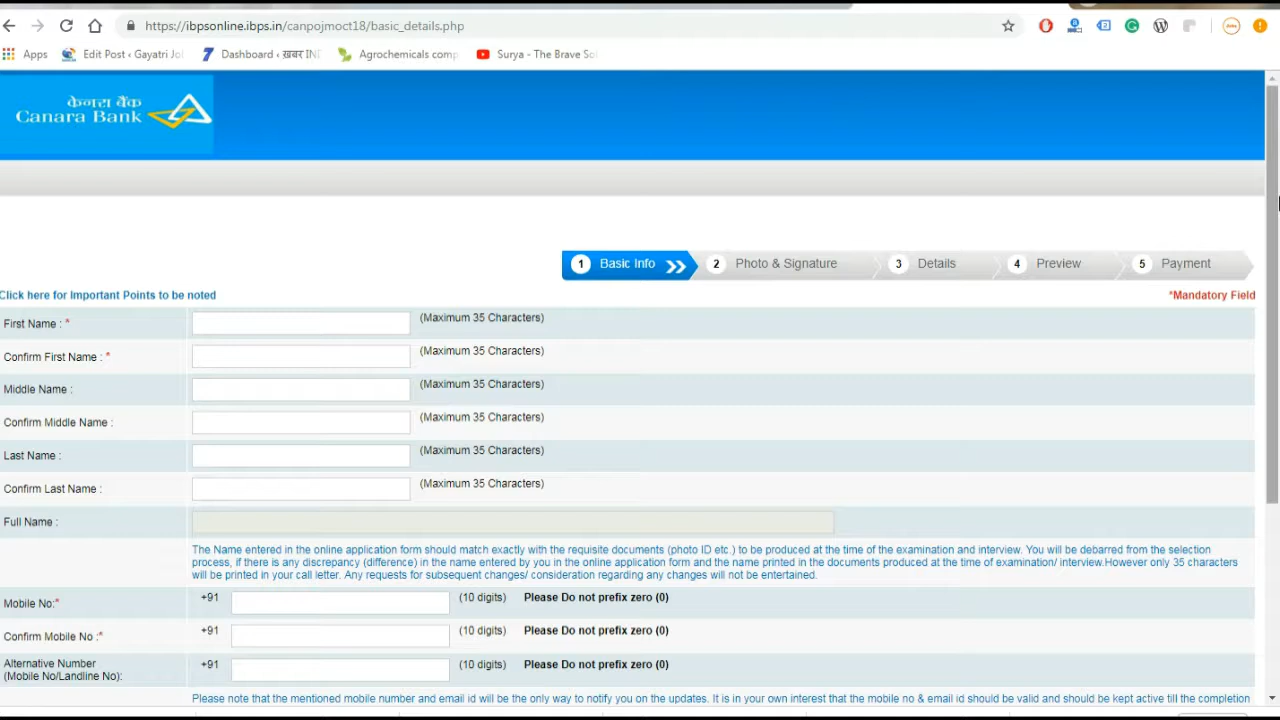 https://ibpsonline.ibps.in/canpojmoct18/basic_details.php
Apps Edit Post ‹ Gayatri Jo Dashboard ‹ ख़बर Agrochemicals comp Surya - The Brave So
केनरा बैंक
Canara Bank
1 Basic Info 2 Photo & Signature 3 Details 4 Preview 5 Payment
Click here for Important Points to be noted *Mandatory Field
First Name : * (Maximum 35 Characters)
Confirm First Name : * (Maximum 35 Characters)
Middle Name : (Maximum 35 Characters)
Confirm Middle Name : (Maximum 35 Characters)
Last Name : (Maximum 35 Characters)
Confirm Last Name : (Maximum 35 Characters)
Full Name :
The Name entered in the online application form should match exactly with the requisite documents (photo ID etc.) to be produced at the time of the examination and interview. You will be debarred from the selection
process, if there is any discrepancy (difference) in the name entered by you in the online application form and the name printed in the documents produced at the time of examination/ interview.However only 35 characters
will be printed in your call letter. Any requests for subsequent changes/ consideration regarding any changes will not be entertained.
Mobile No:* +91 (10 digits) Please Do not prefix zero (0)
Confirm Mobile No :* +91 (10 digits) Please Do not prefix zero (0)
Alternative Number +91 (10 digits) Please Do not prefix zero (0)
(Mobile No/Landline No):
Please note that the mentioned mobile number and email id will be the only way to notify you on the updates. It is in your own interest that the mobile no & email id should be valid and should be kept active till the completion